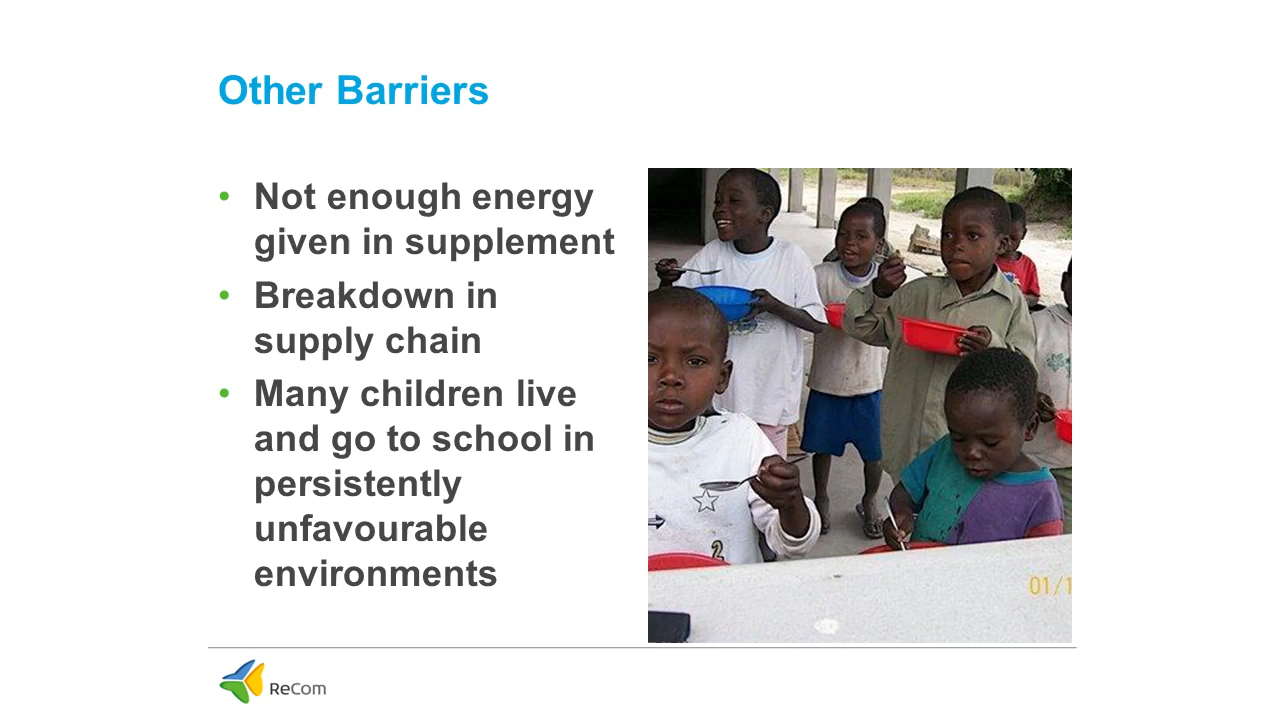 Other Barriers
• Not enough energy
given in supplement
• Breakdown in
supply chain
• Many children live
and go to school in
persistently
unfavourable
environments
2
01/1
ReCom